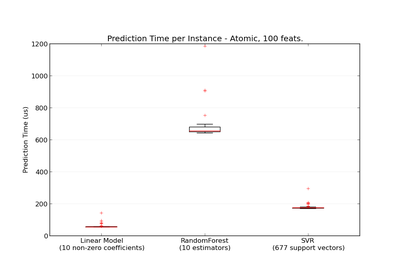 Prediction Time per Instance - Atomic, 100 feats.
1200
1000
800
600
400
200
0
Prediction Time (us)
Linear Model
(10 non-zero coefficients)
RandomForest
(10 estimators)
SVR
(677 support vectors)